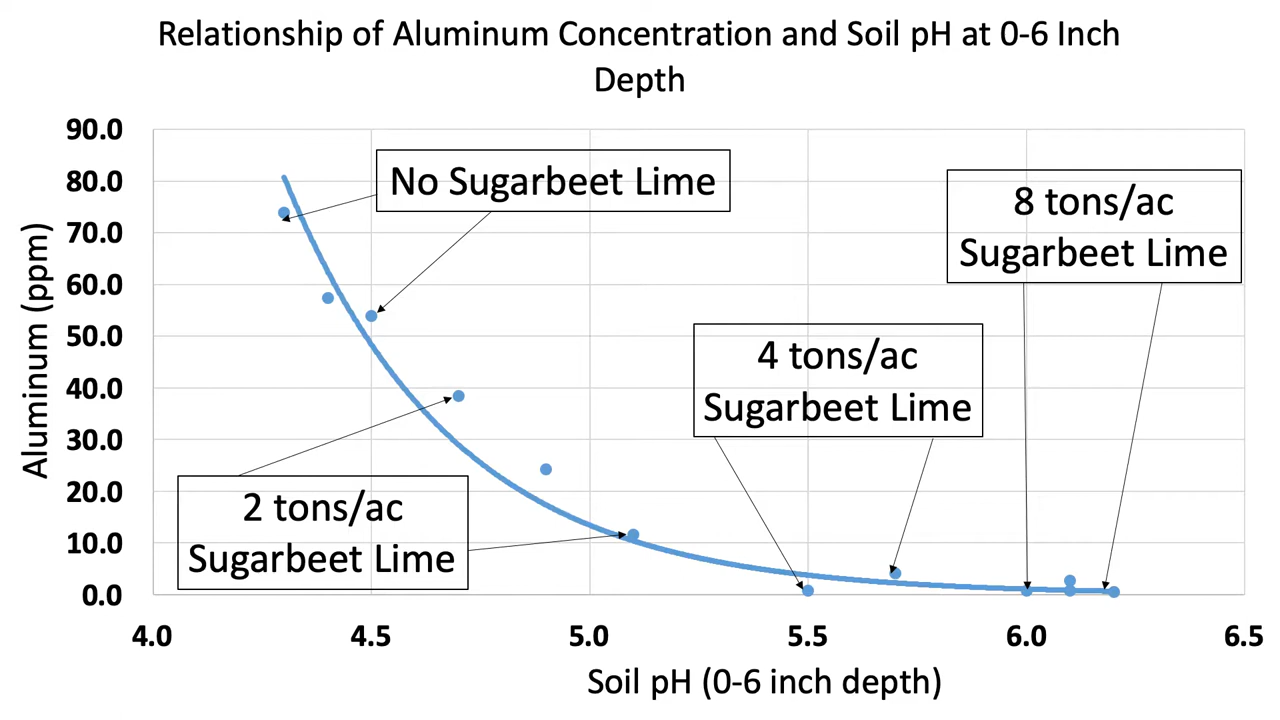 Relationship of Aluminum Concentration and Soil pH at 0-6 Inch
Depth
90.0
80.0
70.0
60.0
50.0
40.0
30.0
20.0
10.0
0.0
Aluminum (ppm)
No Sugarbeet Lime
8 tons/ac
Sugarbeet Lime
4 tons/ac
Sugarbeet Lime
2 tons/ac
Sugarbeet Lime
4.0 4.5 5.0 5.5 6.0 6.5
Soil pH (0-6 inch depth)